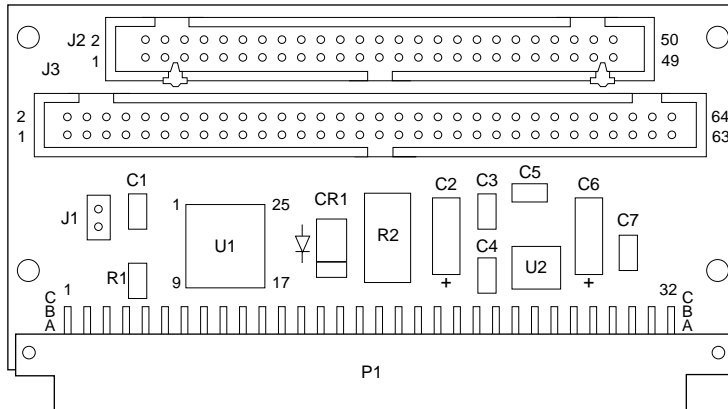 J2 2 50
1 49
J3
2 64
1 63
C1 C2 C3 C5 C6
J1 1 25 CR1 C7
U1 R2 C4 U2
R1 9 17
+ +
C 1 32 C
B B
A A
P1